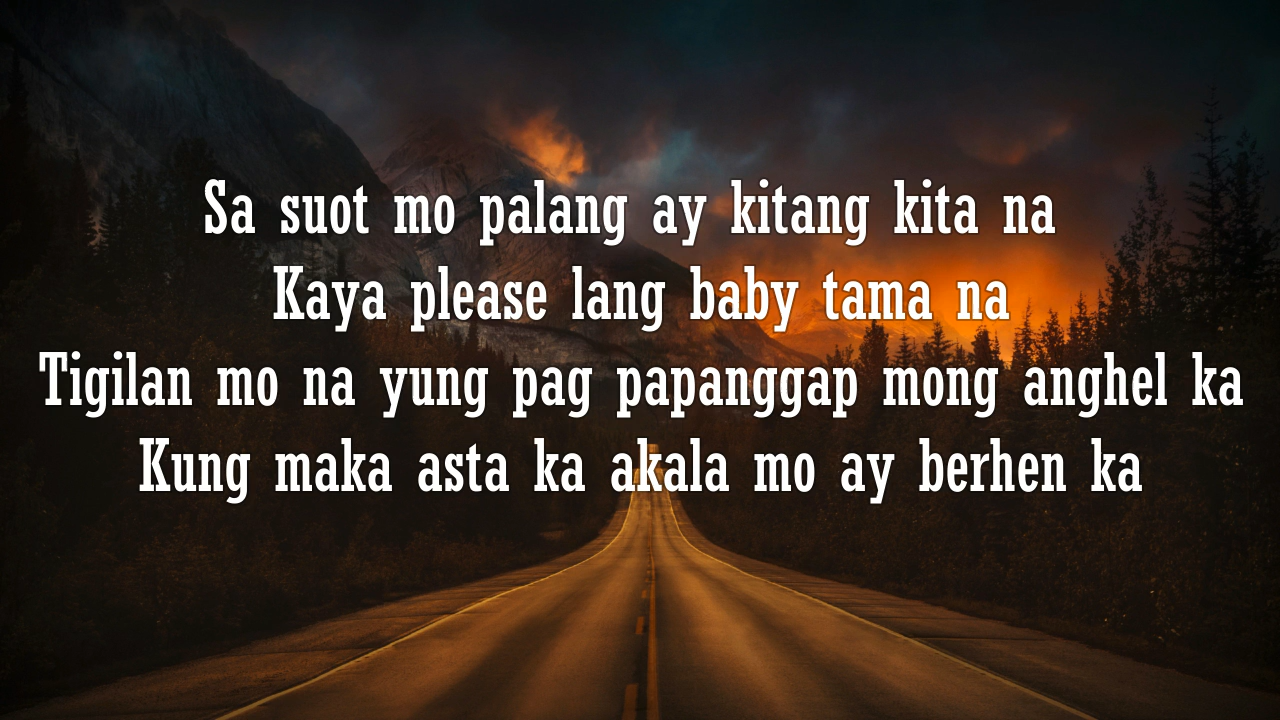 Sa suot mo palang ay kitang kita na
Kaya please lang baby tama na
Tigilan mo na yung pag papanggap mong anghel ka
Kung maka asta ka akala mo ay berhen ka